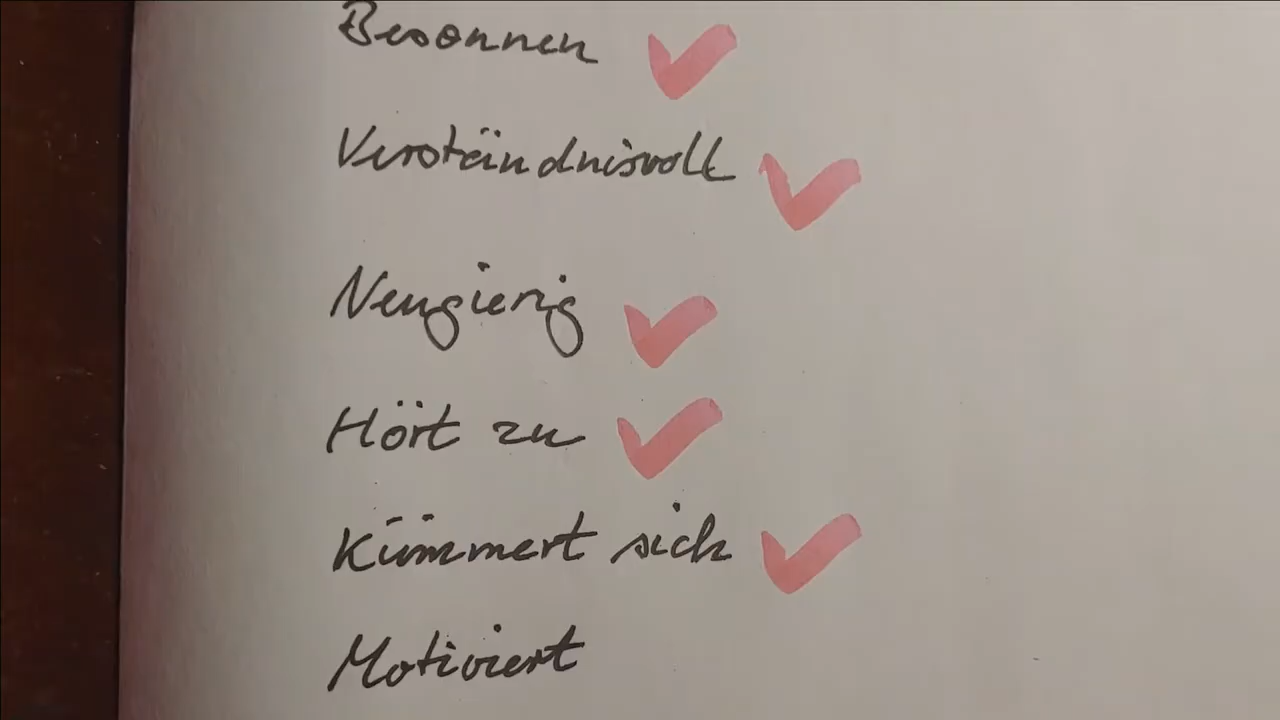 Besonnen
Verständnisvoll
Neugierig
Hört zu
Kümmert sich
Motiviert